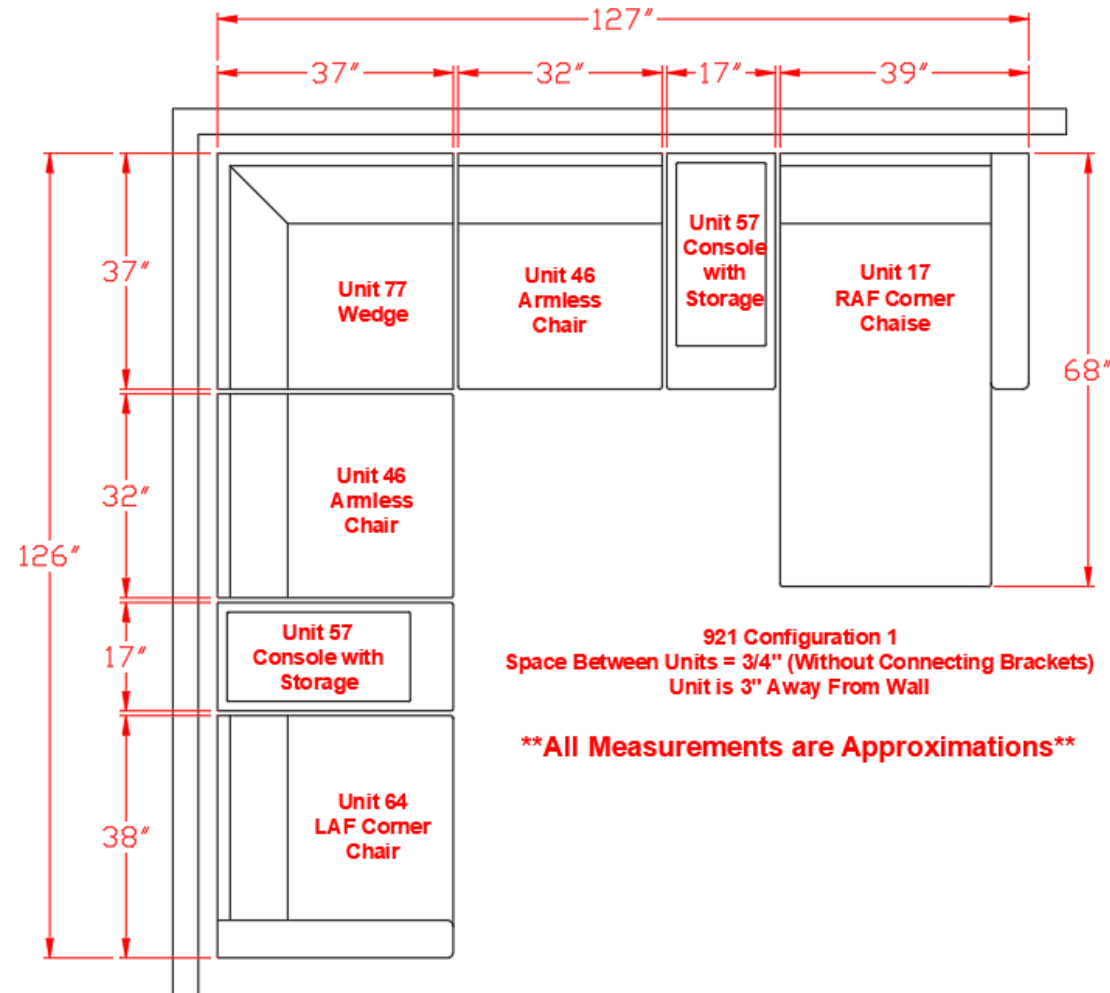 127"
37"
32"
17"
39"
Unit 57
Console
with
Storage
Unit 77
Wedge
Unit 46
Armless
Chair
Unit 17
RAF Corner
Chaise
37"
68"
Unit 46
Armless
Chair
32"
126"
Unit 57
Console with
Storage
17"
921 Configuration 1
Space Between Units = 3/4" (Without Connecting Brackets)
Unit is 3" Away From Wall
**All Measurements are Approximations**
Unit 64
LAF Corner
Chair
38"